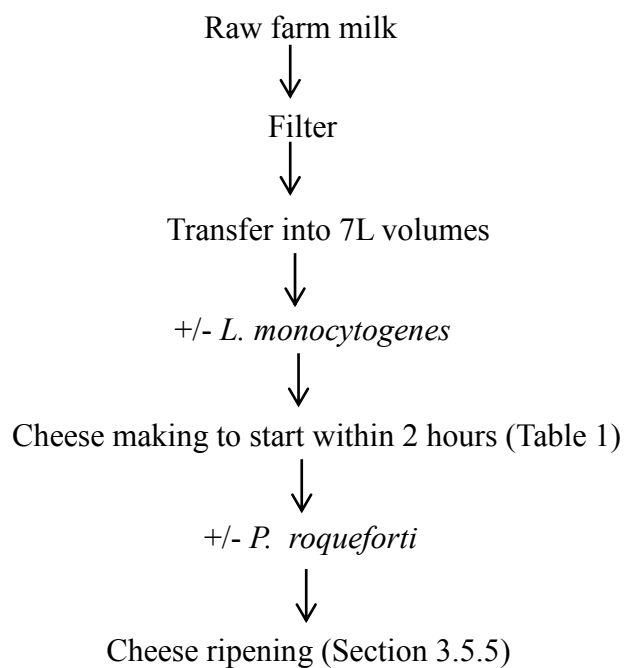 Raw farm milk
Filter
Transfer into 7L volumes
+/- L. monocytogenes
Cheese making to start within 2 hours (Table 1)
+/- P. roqueforti
Cheese ripening (Section 3.5.5)